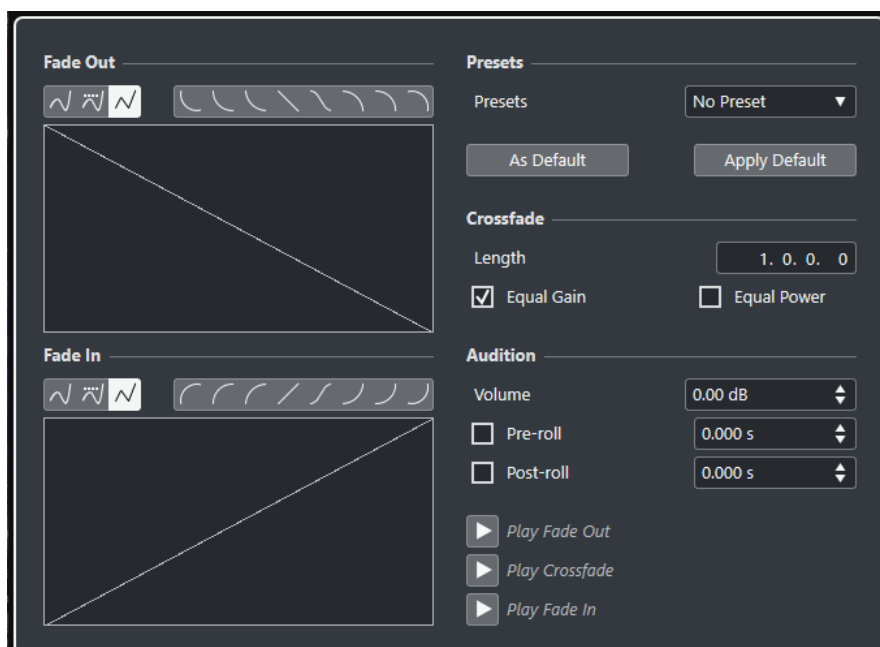 Fade Out
Fade In
Presets
Presets No Preset
As Default Apply Default
Crossfade
Length 1. 0. 0. 0
Equal Gain Equal Power
Audition
Volume 0.00 dB
Pre-roll 0.000 s
Post-roll 0.000 s
Play Fade Out
Play Crossfade
Play Fade In